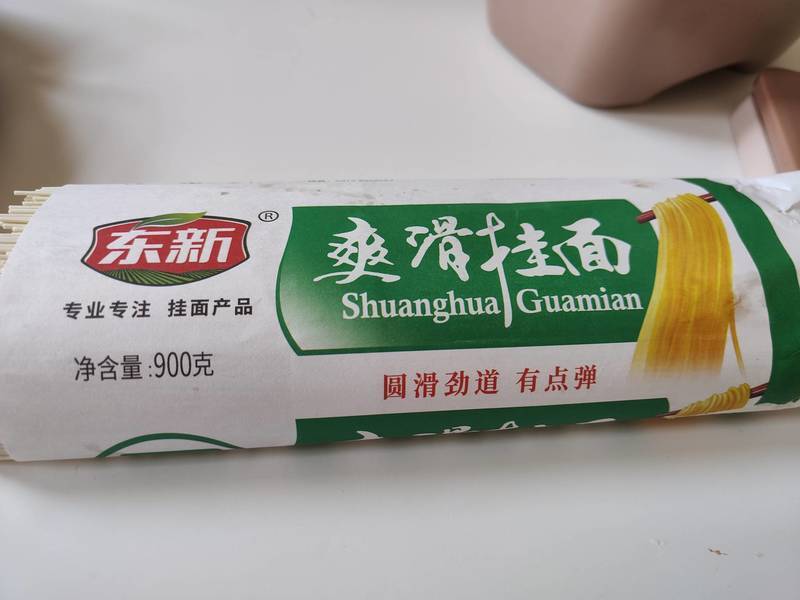 东新®
专业专注 挂面产品
净含量:900克
爽滑挂面
Shuanghua Guamian
圆滑劲道 有点弹